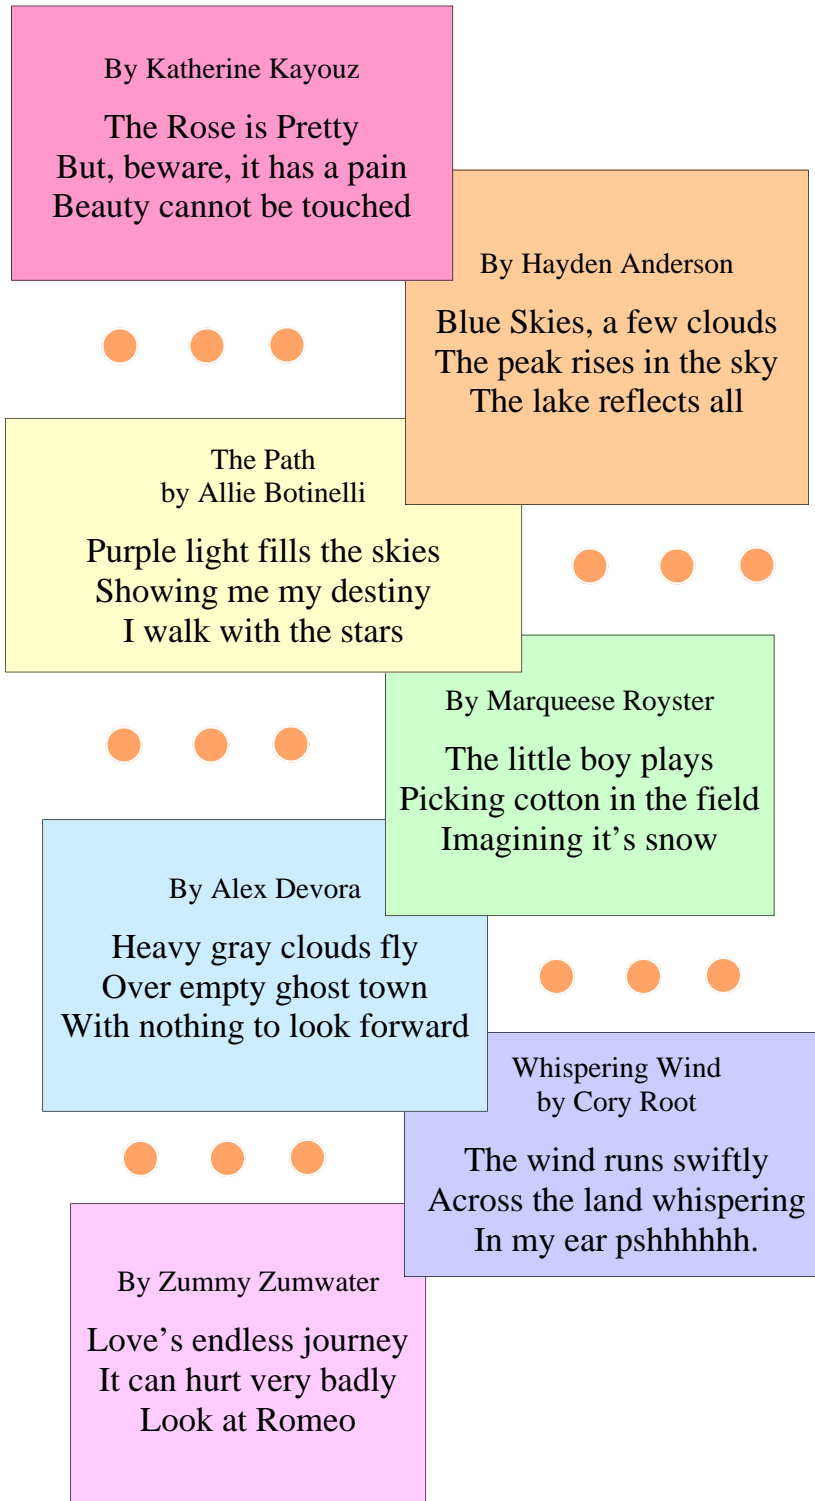 By Katherine Kayouz
The Rose is Pretty
But, beware, it has a pain
Beauty cannot be touched
By Hayden Anderson
Blue Skies, a few clouds
The peak rises in the sky
The lake reflects all
The Path
by Allie Botinelli
Purple light fills the skies
Showing me my destiny
I walk with the stars
By Marqueese Royster
The little boy plays
Picking cotton in the field
Imagining it’s snow
By Alex Devora
Heavy gray clouds fly
Over empty ghost town
With nothing to look forward
Whispering Wind
by Cory Root
The wind runs swiftly
Across the land whispering
In my ear pshhhhhh.
By Zummy Zumwater
Love’s endless journey
It can hurt very badly
Look at Romeo